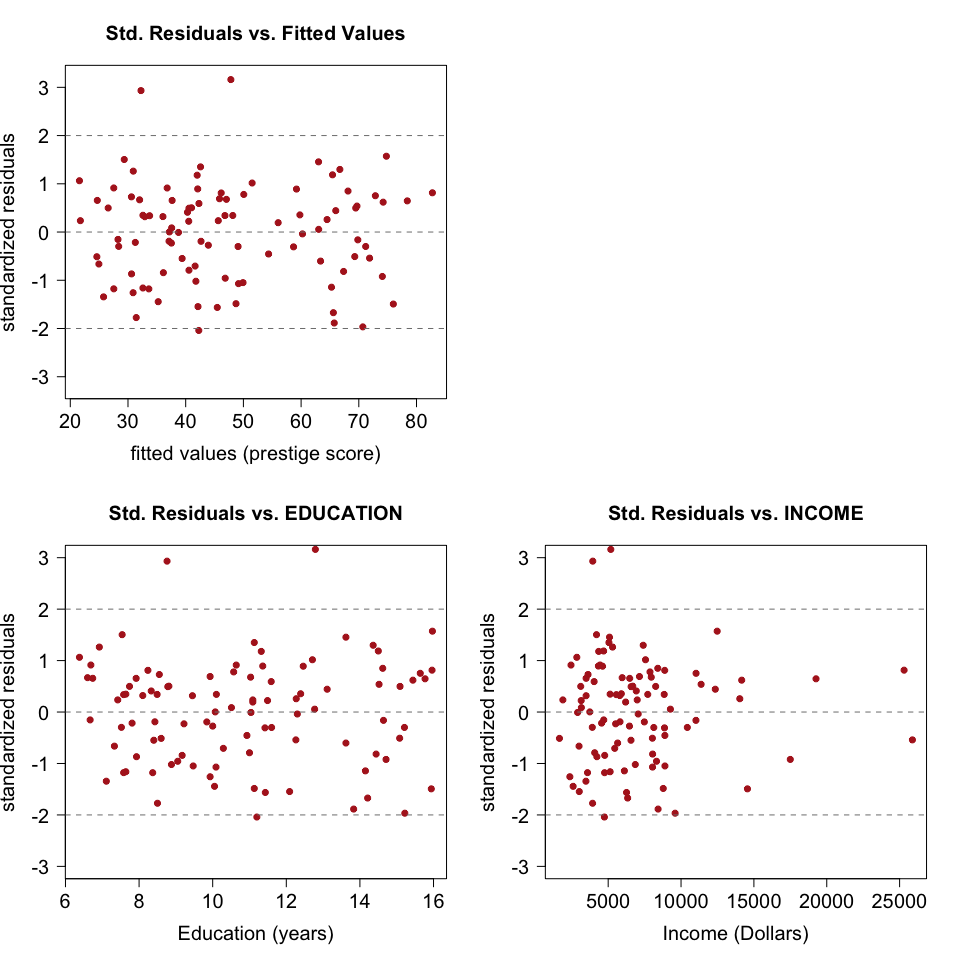 Std. Residuals vs. Fitted Values
standardized residuals
3
2
1
0
-1
-2
-3
20 30 40 50 60 70 80
fitted values (prestige score)
Std. Residuals vs. EDUCATION
standardized residuals
3
2
1
0
-1
-2
-3
6 8 10 12 14 16
Education (years)
Std. Residuals vs. INCOME
standardized residuals
3
2
1
0
-1
-2
-3
5000 10000 15000 20000 25000
Income (Dollars)